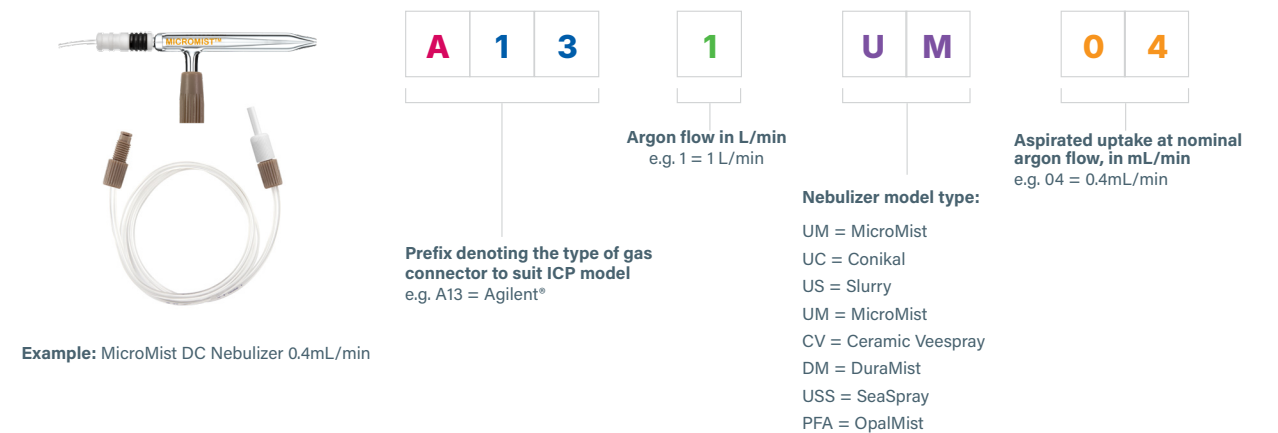 MICROMIST™
A 1 3 1 U M 0 4
Argon flow in L/min
e.g. 1 = 1 L/min
Aspirated uptake at nominal
argon flow, in mL/min
e.g. 04 = 0.4mL/min
Nebulizer model type:
UM = MicroMist
UC = Conikal
US = Slurry
UM = MicroMist
CV = Ceramic Veespray
DM = DuraMist
USS = SeaSpray
PFA = OpalMist
Prefix denoting the type of gas
connector to suit ICP model
e.g. A13 = Agilent®
Example: MicroMist DC Nebulizer 0.4mL/min